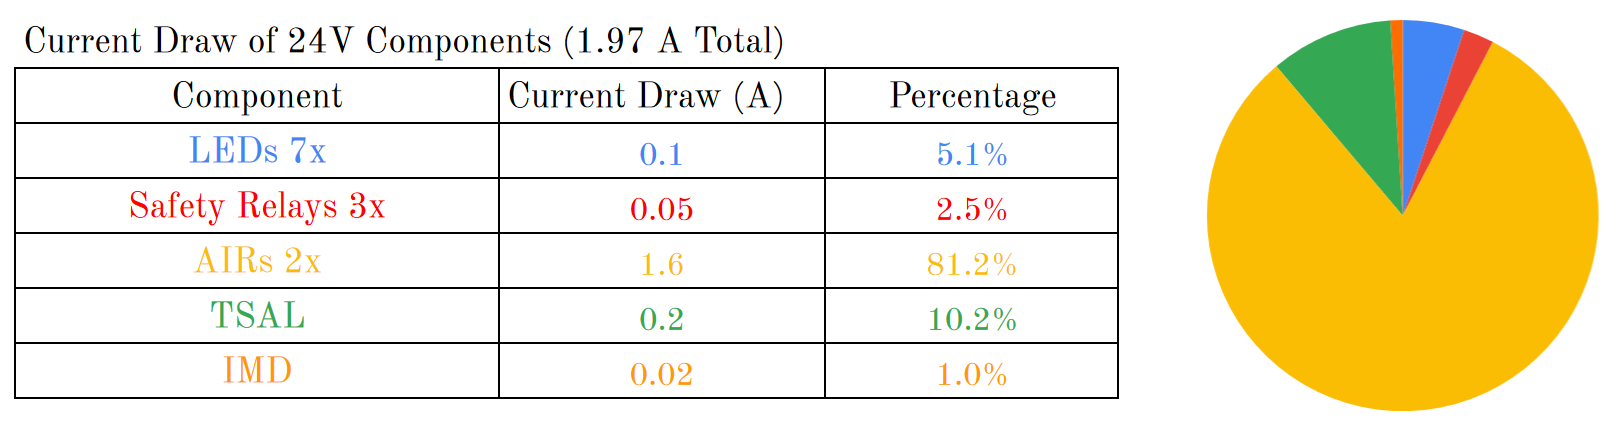 Current Draw of 24V Components (1.97 A Total)
Component Current Draw (A) Percentage
LEDs 7x 0.1 5.1%
Safety Relays 3x 0.05 2.5%
AIRs 2x 1.6 81.2%
TSAL 0.2 10.2%
IMD 0.02 1.0%